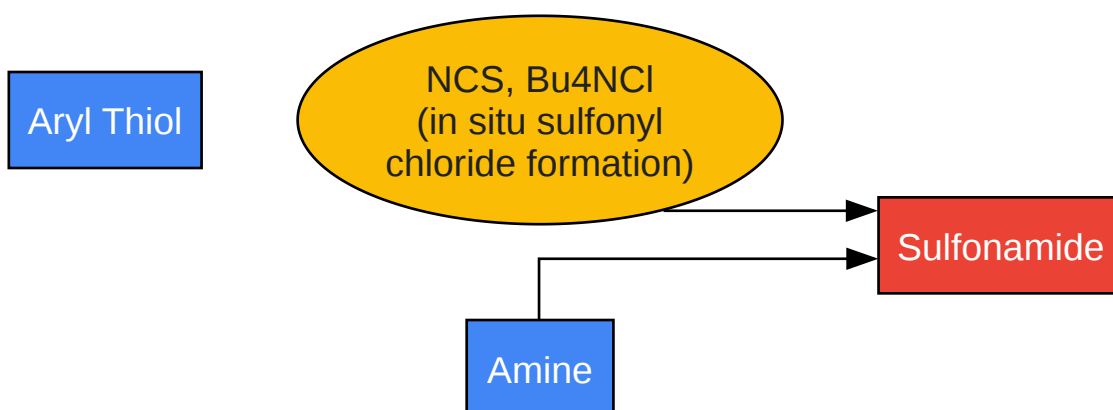 Aryl Thiol
NCS, Bu4NCl
(in situ sulfonyl
chloride formation)
Sulfonamide
Amine